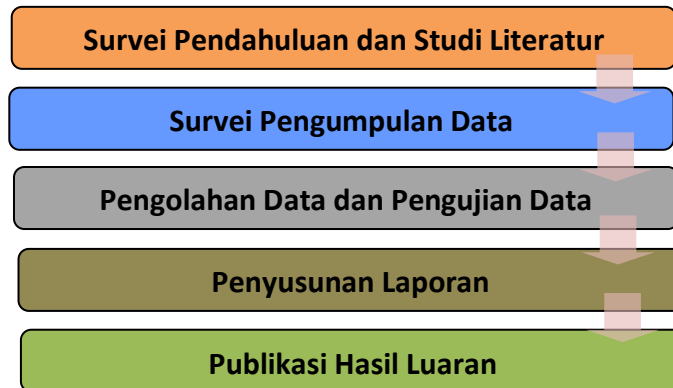 Survei Pendahuluan dan Studi Literatur
Survei Pengumpulan Data
Pengolahan Data dan Pengujian Data
Penyusunan Laporan
Publikasi Hasil Luaran